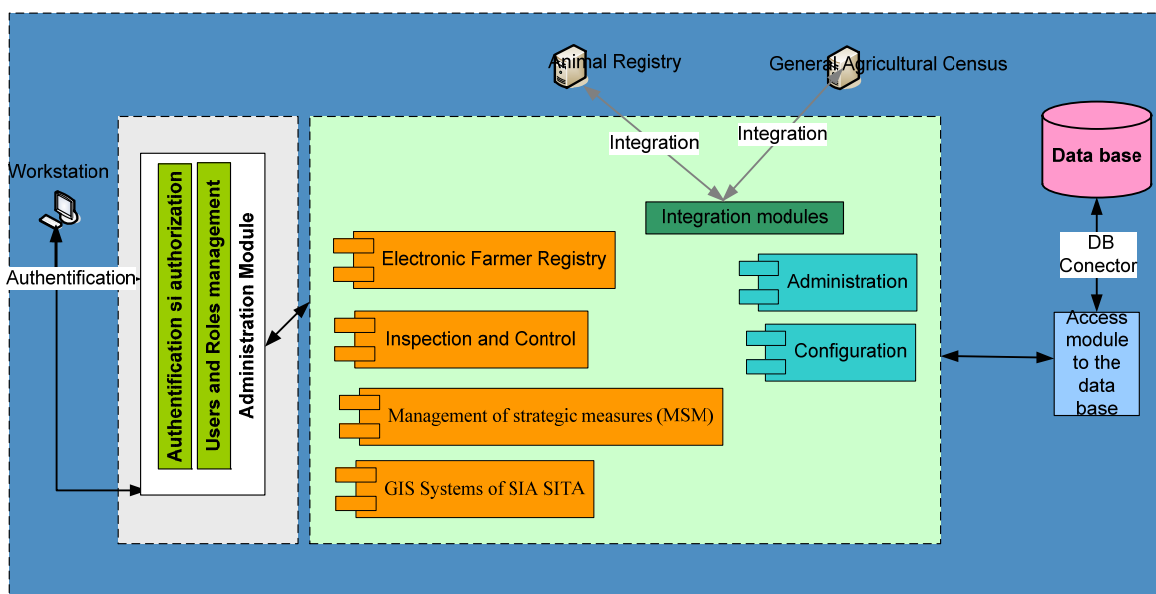 Animal Registry
General Agricultural Census
Integration
Integration
Data base
Workstation
Authentification si authorization
Users and Roles management
Administration Module
Integration modules
Electronic Farmer Registry
DB
Conector
Authentification
Administration
Access
module
to the
data
base
Inspection and Control
Configuration
Management of strategic measures (MSM)
GIS Systems of SIA SITA